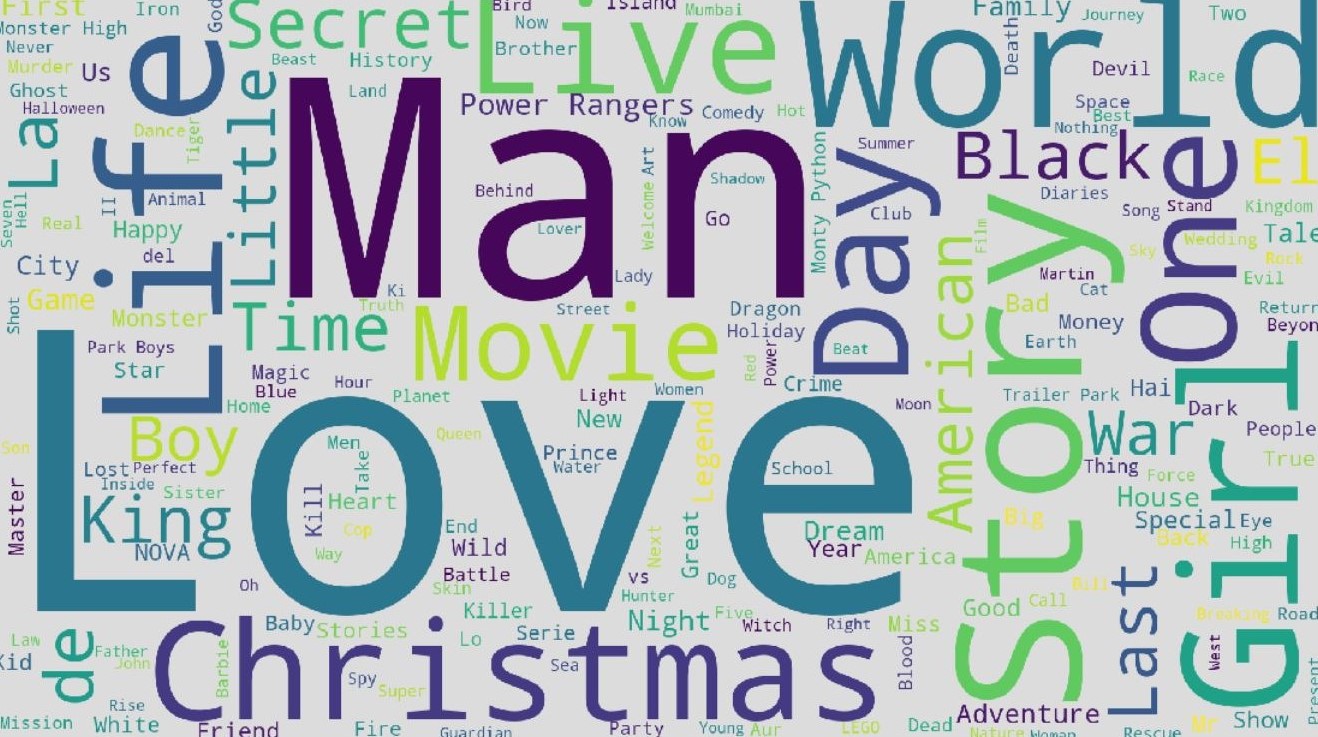 First
Iron
God
Secret
Bird
Now
Live
Island
Mumbai
World
Family
Journey
Two
Monster High
Never
Murder
Us
Ghost
Halloween
Life
Beast
History
Land
Brother
Power Rangers
Know
Comedy
Hot
Death
Devil
Race
Space
Best
Nothing
La
Dance
Tiger
Little
Man
Behind
Art
Shadow
Go
Lover
Welcome
Lady
Monty Python
Summer
Day
Club
Black
Diaries
Song
Stand
One
El
Kingdom
Seven
Hell
Real
II
Animal
Happy
del
City
Game
Shot
Monster
Time
Ki
Truth
Street
Movie
Dragon
Holiday
Film
American
Story
Martin
Cat
Sky
Wedding
Tale
Rock
Evil
Bad
Money
Earth
Return
Beyon
Park Boys
Star
Magic
Blue
Hour
Home
Planet
Light
Women
New
Red
Power
Beat
Crime
Moon
Trailer Park
Hai
Dark
People
Girl
Son
Boy
Love
Men
Take
Queen
Prince
Water
Legend
School
War
Thing
Force
True
Lost
Perfect
Inside
Sister
Master
King
NOVA
Kill
Heart
Cop
Way
End
Wild
Next
Great
Dream
Year
America
Big
House
Special
Eye
Back
High
Oh
Battle
Skin
vs
Hunter
Dog
Killer
Night
Five
Witch
Right
Miss
Good
Call
Bill
Last
Breaking
Road
Law
Kid
de
Father
John
Barbie
Christmas
Baby
Stories
Lo
Serie
Sea
Spy
Super
Blood
West
Present
Mission
Rise
White
Friend
Fire
Guardian
Party
Young
Aur
LEGO
Dead
Adventure
Nature
Woman
Rescue
Mr
Show